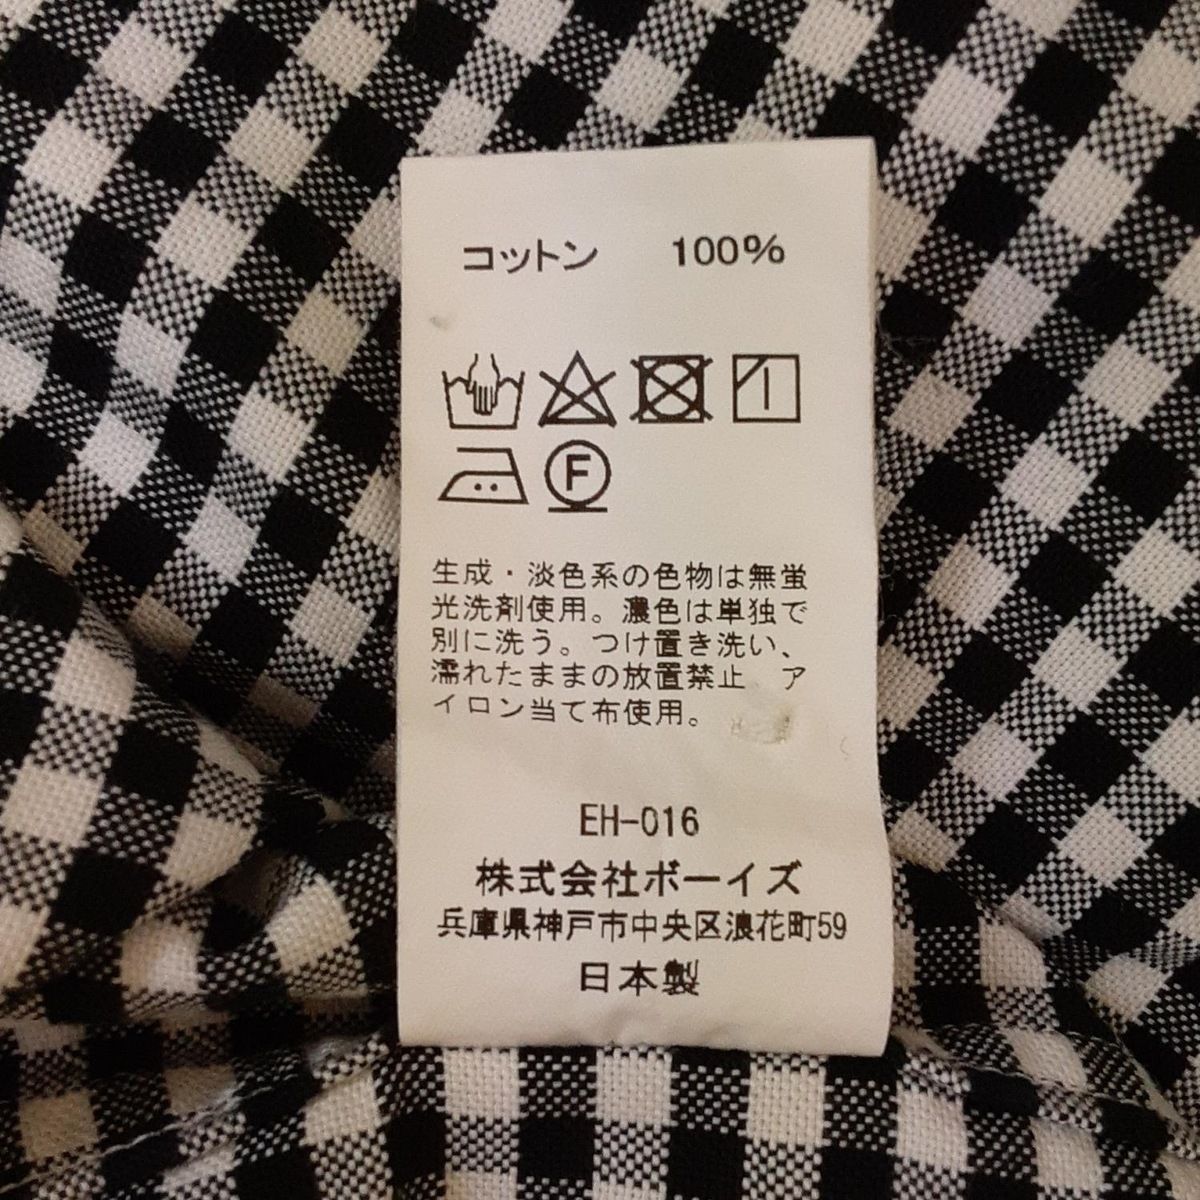 コットン 100%
F
生成・淡色系の色物は無蛍
光洗剤使用。濃色は単独で
別に洗う。つけ置き洗い、
濡れたままの放置禁止 ア
イロン当て布使用。
EH-016
株式会社ボーイズ
兵庫県神戸市中央区浪花町59
日本製